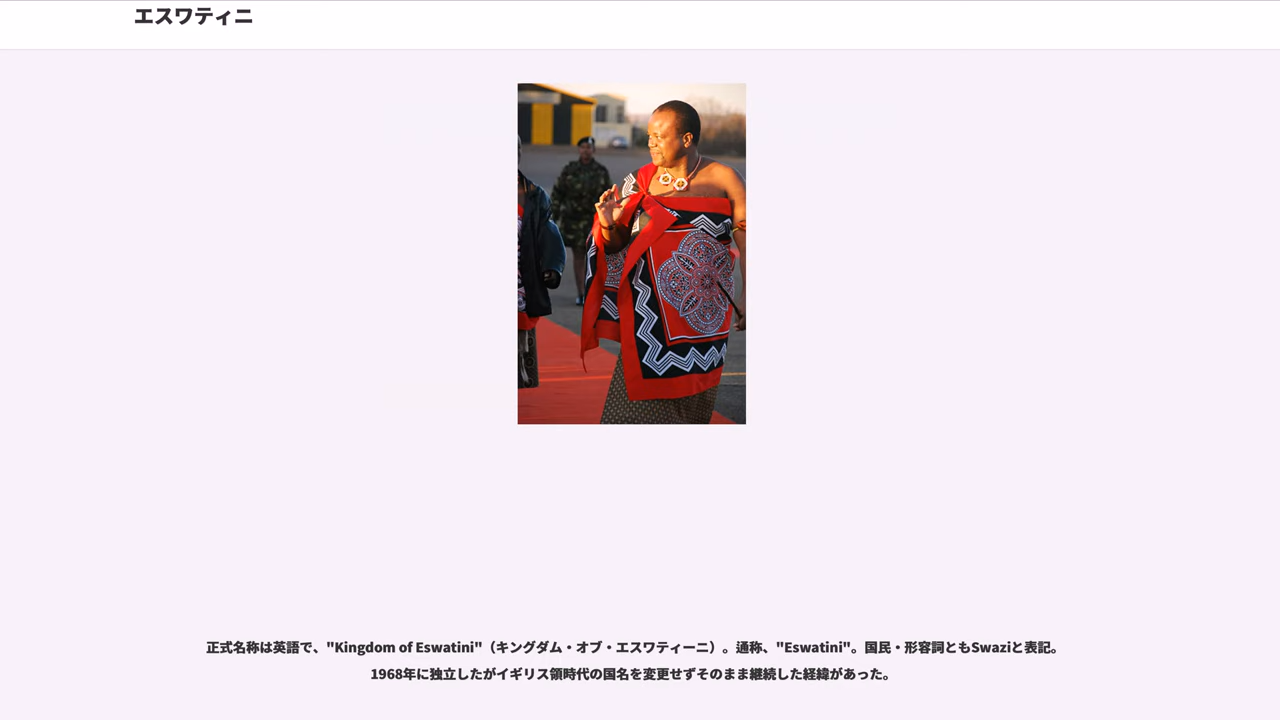 エスワティニ
正式名称は英語で、"Kingdom of Eswatini"（キングダム・オブ・エスワティーニ）。通称、"Eswatini"。国民・形容詞ともSwaziと表記。
1968年に独立したがイギリス領時代の国名を変更せずそのまま継続した経緯があった。